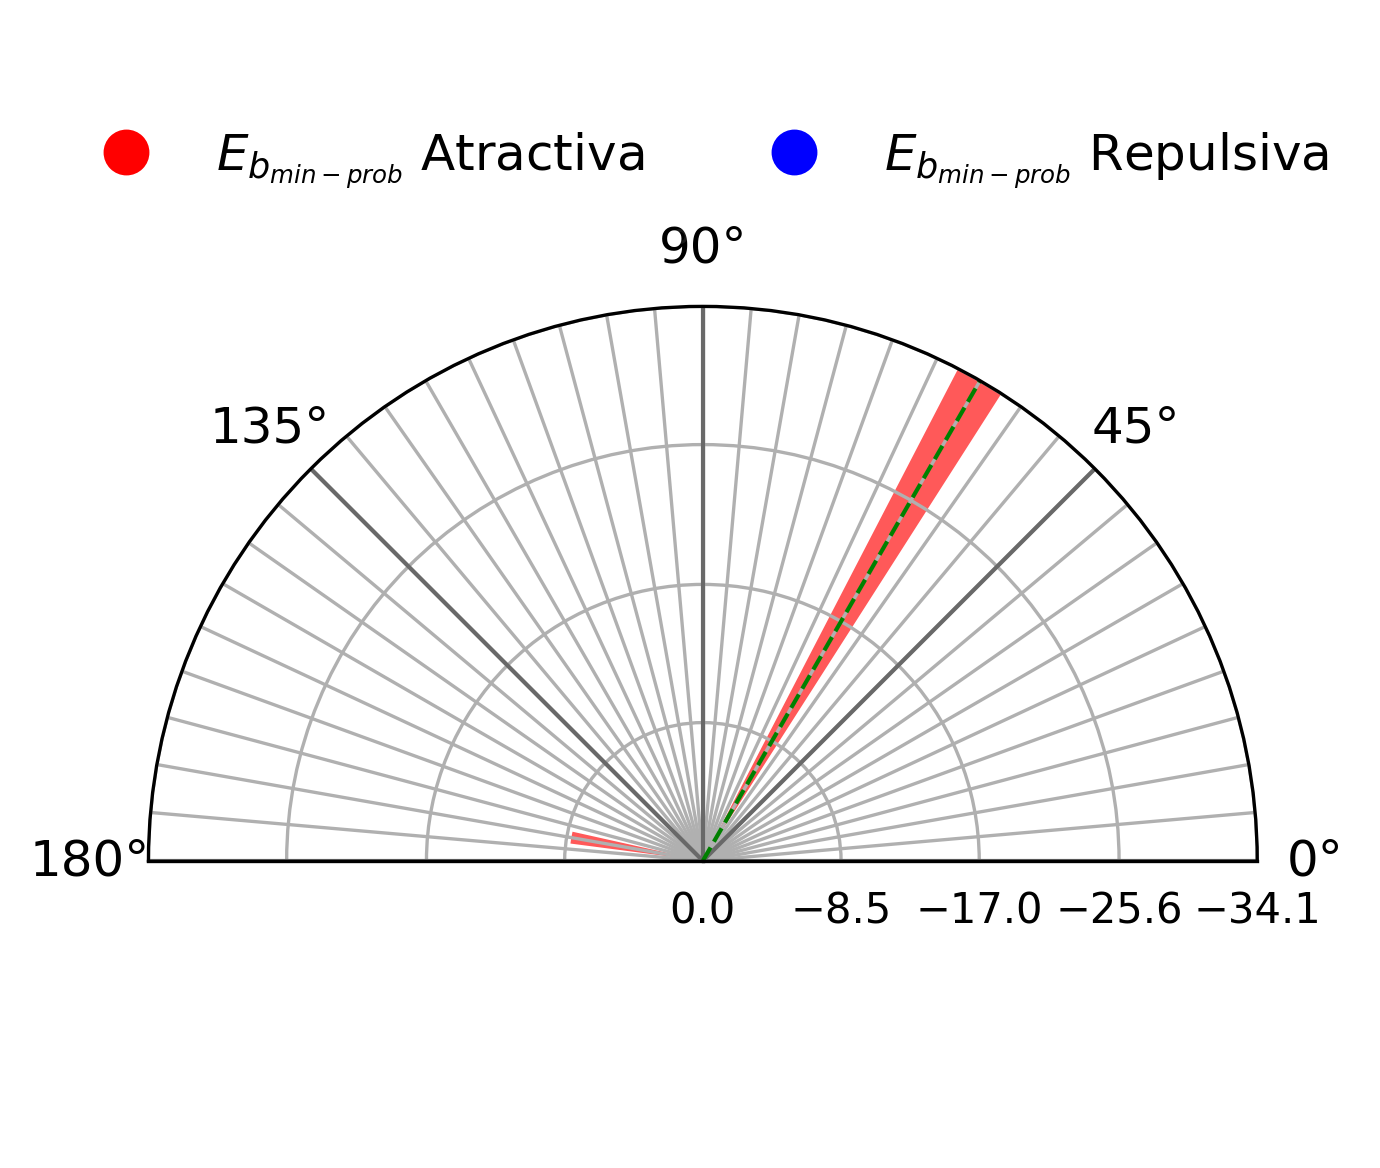 E_{b_{min-prob}} Atractiva E_{b_{min-prob}} Repulsiva
90°
135° 45°
180° 0°
0.0 −8.5 −17.0 −25.6 −34.1